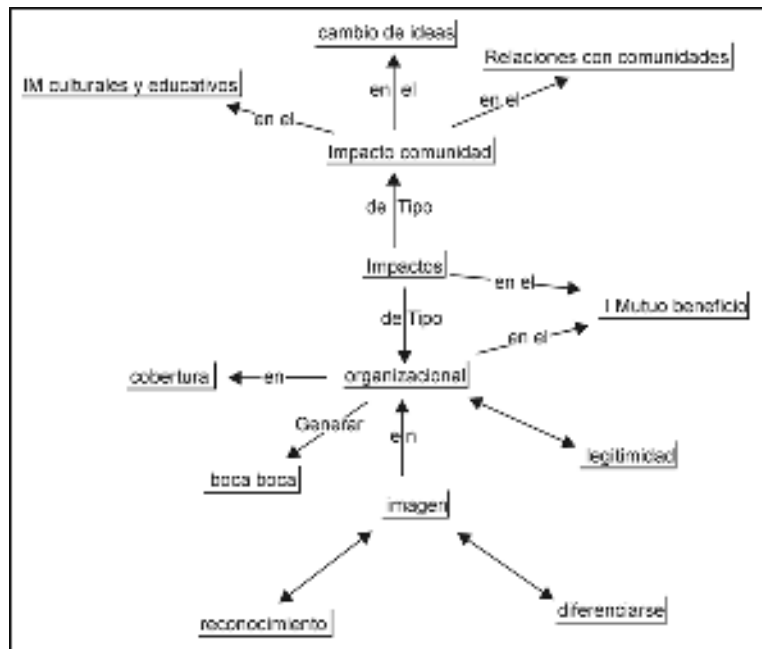 cambio de ideas
Relaciones con comunidades
IM culturales y educativos
en el
en el
en el
Impacto comunidad
de Tipo
Impactos
en el
I Mutuo beneficio
de Tipo
en el
cobertura
en
organizacional
Generar
en
legitimidad
boca boca
imagen
reconocimiento
diferenciarse